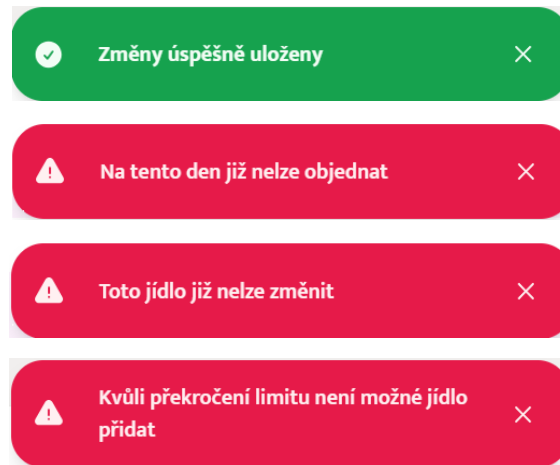 Změny úspěšně uloženy
Na tento den již nelze objednat
Toto jídlo již nelze změnit
Kvůli překročení limitu není možné jídlo
přidat